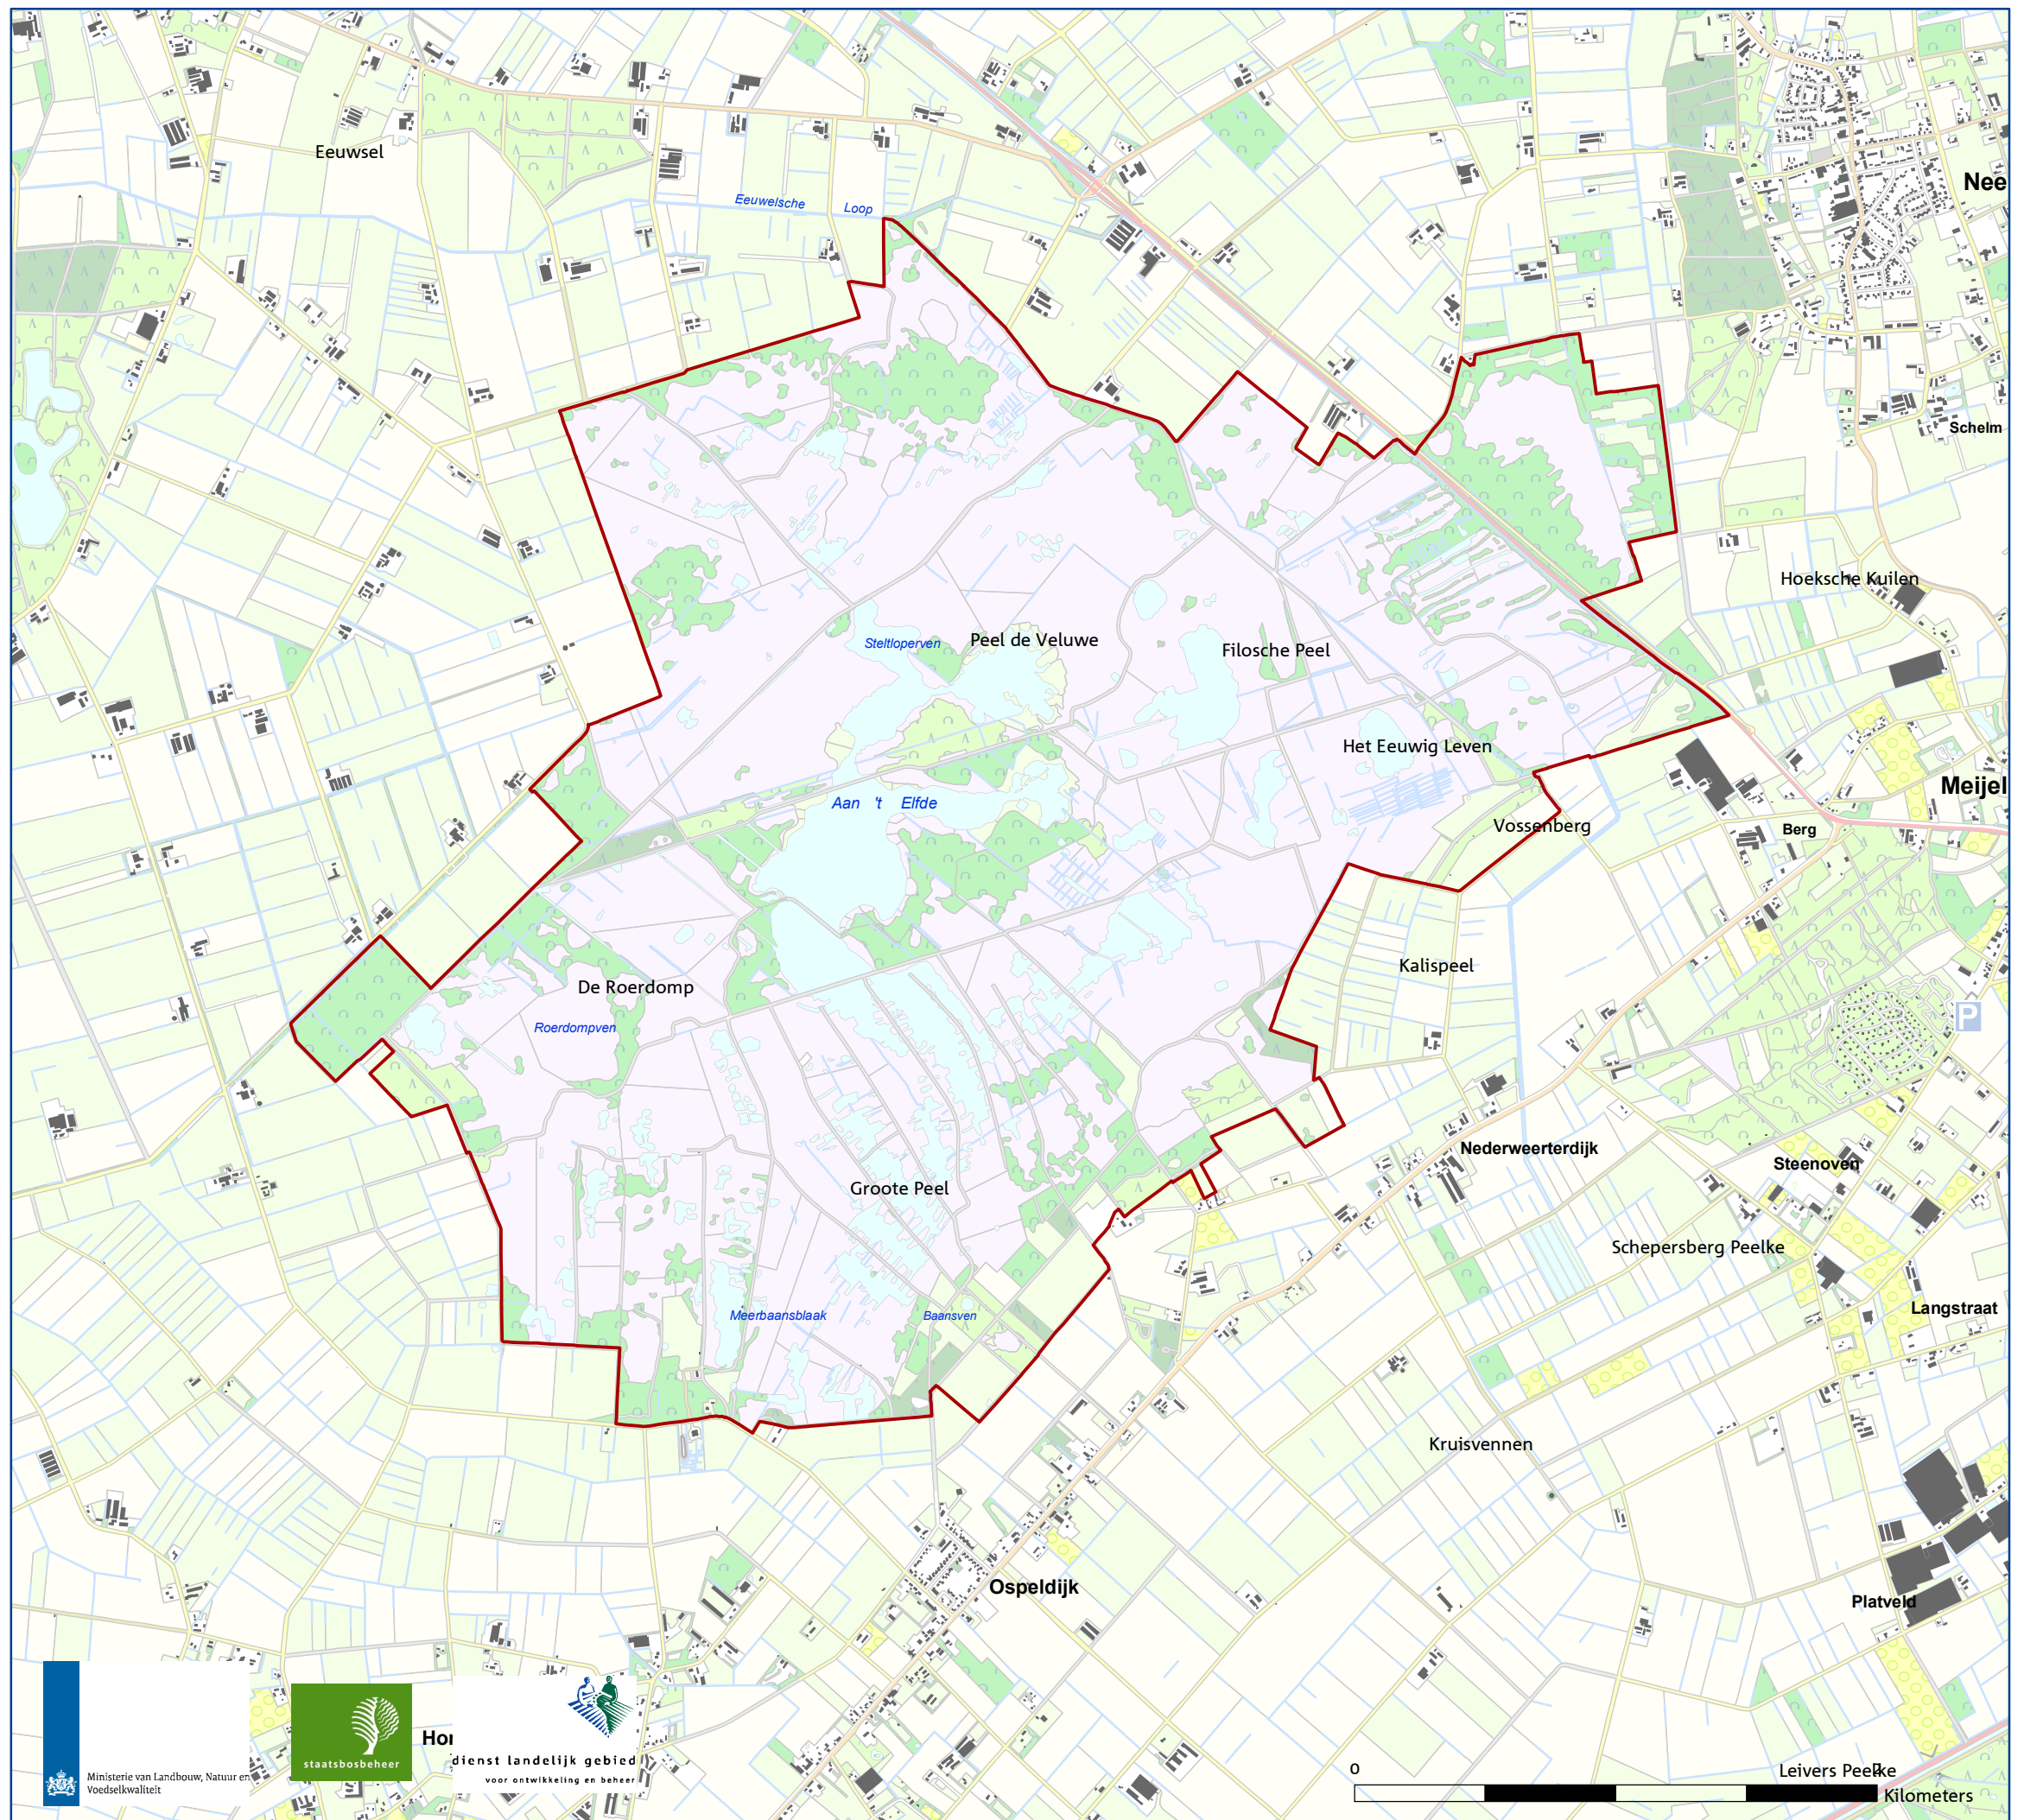 Eeuwsel
Nee
Eeuwelsche Loop
Schelm
Hoeksche Kuilen
Steltloperven
Peel de Veluwe
Filosche Peel
Het Eeuwig Leven
Meijel
Aan 't Elfde
Vossenberg
Berg
Kalispeel
De Roerdomp
Roerdompven
P
Nederweerterdijk
Steenoven
Groote Peel
Schepersberg Peelke
Meerbaansblaak
Baansven
Langstraat
Kruisvennen
Ospeldijk
Platveld
Hor
staatsbosbeheer
dienst landelijk gebied
voor ontwikkeling en beheer
Ministerie van Landbouw, Natuur en
Voedselkwaliteit
Leivers Peelke
0
Kilometers